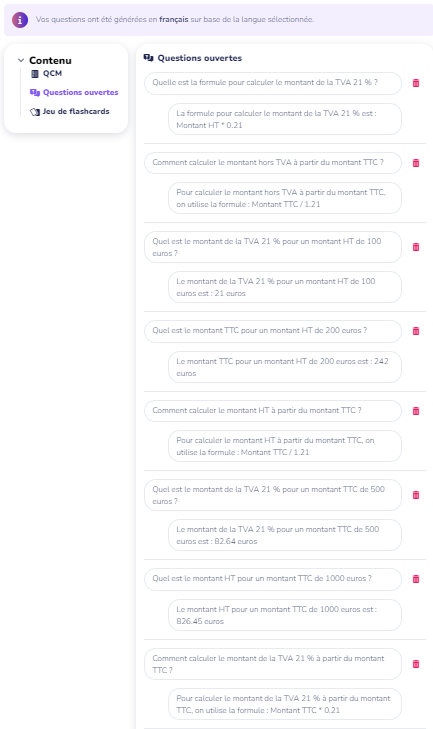 Vos questions ont été générées en français sur base de la langue sélectionnée.
Contenu
QCM
Questions ouvertes
Jeu de flashcards
Questions ouvertes
Quelle est la formule pour calculer le montant de la TVA 21 % ?
La formule pour calculer le montant de la TVA 21 % est :
Montant HT * 0.21
Comment calculer le montant hors TVA à partir du montant TTC ?
Pour calculer le montant hors TVA à partir du montant TTC,
on utilise la formule : Montant TTC / 1.21
Quel est le montant de la TVA 21 % pour un montant HT de 100
euros ?
Le montant de la TVA 21 % pour un montant HT de 100
euros est : 21 euros
Quel est le montant TTC pour un montant HT de 200 euros ?
Le montant TTC pour un montant HT de 200 euros est : 242
euros
Comment calculer le montant HT à partir du montant TTC ?
Pour calculer le montant HT à partir du montant TTC, on
utilise la formule : Montant TTC / 1.21
Quel est le montant de la TVA 21 % pour un montant TTC de 500
euros ?
Le montant de la TVA 21 % pour un montant TTC de 500
euros est : 82.64 euros
Quel est le montant HT pour un montant TTC de 1000 euros ?
Le montant HT pour un montant TTC de 1000 euros est :
826.45 euros
Comment calculer le montant de la TVA 21 % à partir du montant
TTC ?
Pour calculer le montant de la TVA 21 % à partir du montant
TTC, on utilise la formule : Montant TTC * 0.21